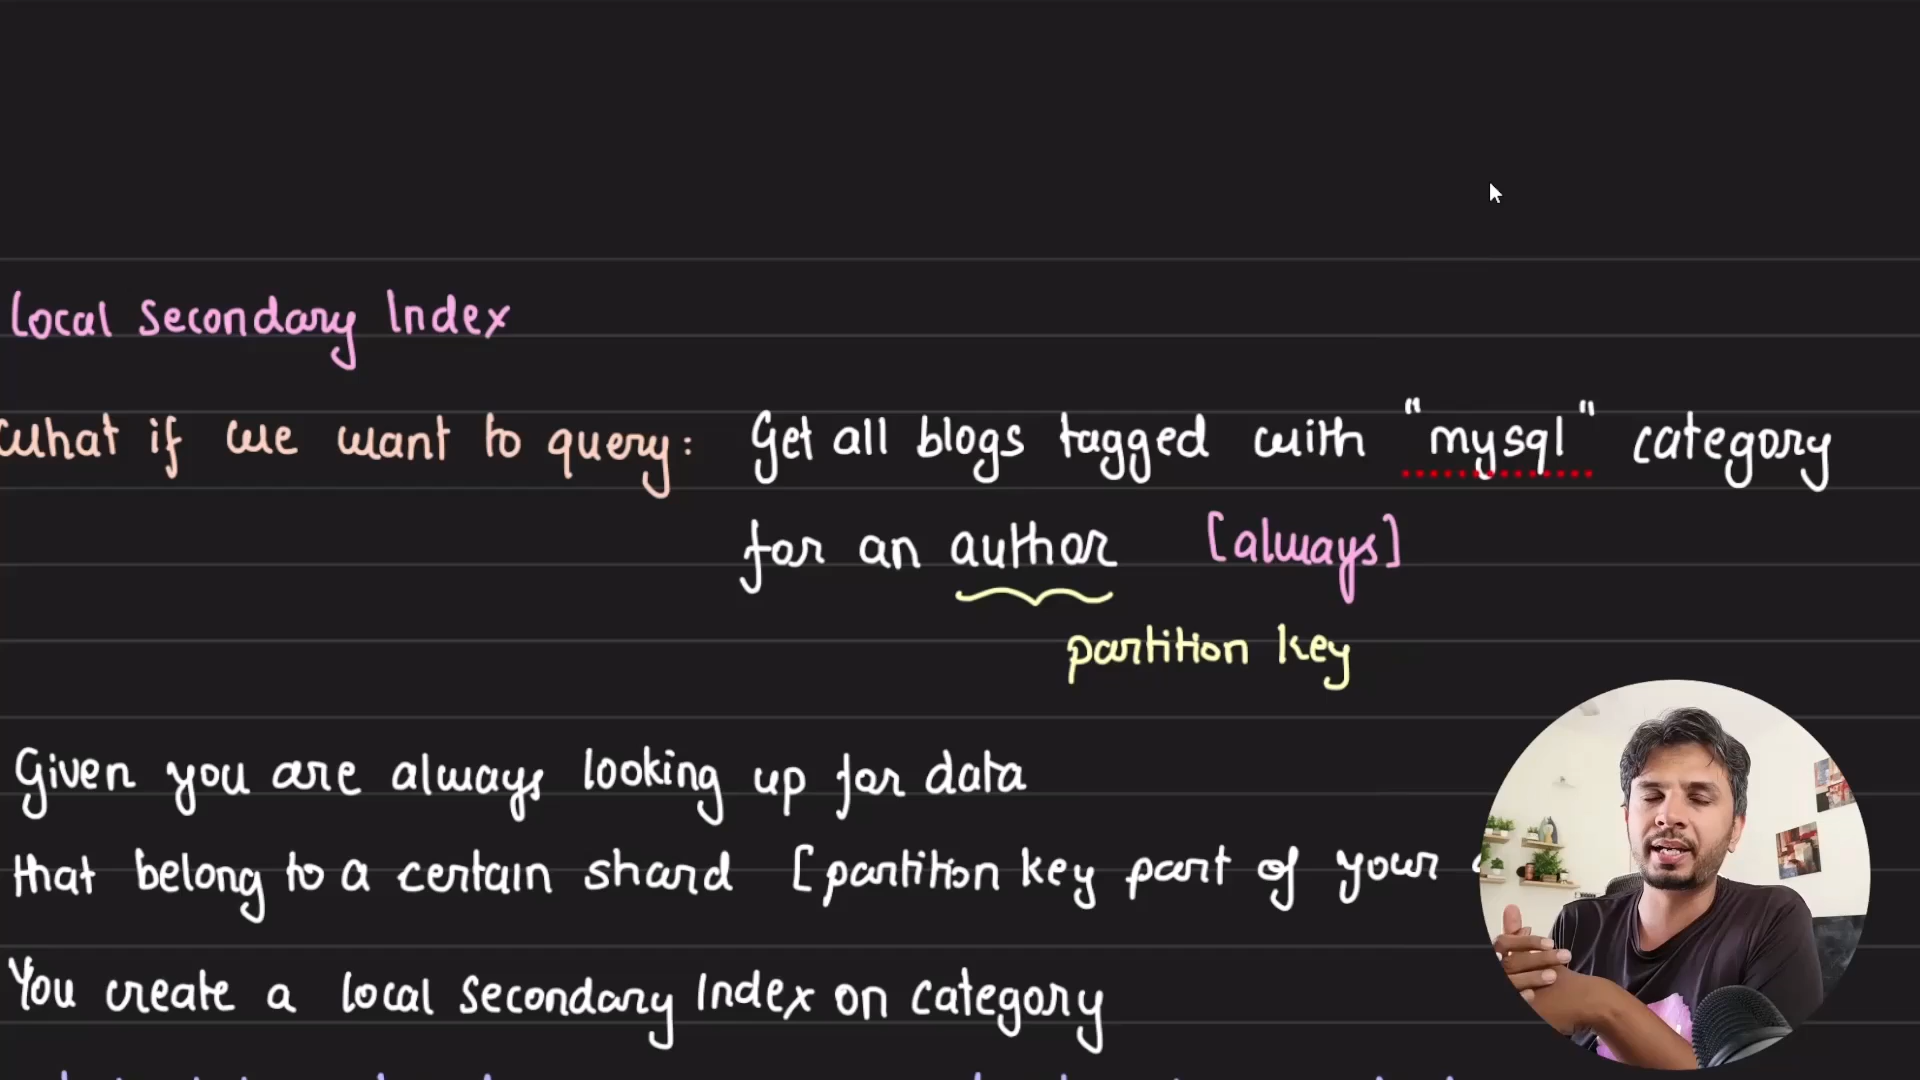 Local Secondary Index
What if we want to query: Get all blogs tagged with "mysql" category
for an author [always]
partition key
Given you are always looking up for data
that belong to a certain shard [partition key part of your
You create a local secondary Index on category